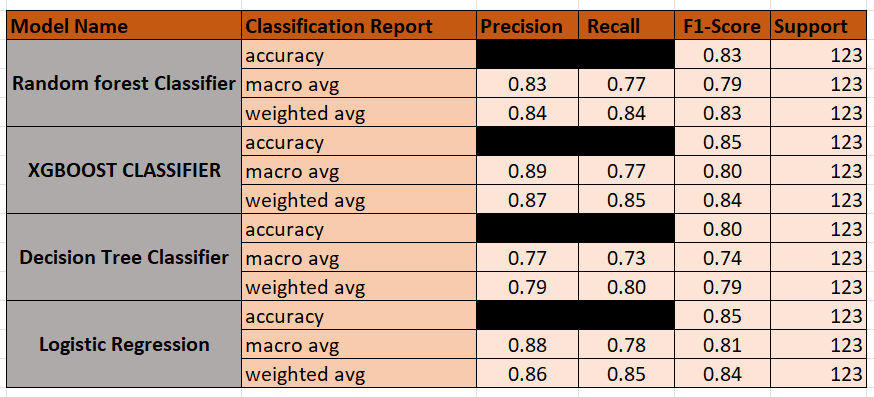 Model Name Classification Report Precision Recall F1-Score Support
accuracy 0.83 123
Random forest Classifier macro avg 0.83 0.77 0.79 123
weighted avg 0.84 0.84 0.83 123
accuracy 0.85 123
XGBOOST CLASSIFIER macro avg 0.89 0.77 0.80 123
weighted avg 0.87 0.85 0.84 123
accuracy 0.80 123
Decision Tree Classifier macro avg 0.77 0.73 0.74 123
weighted avg 0.79 0.80 0.79 123
accuracy 0.85 123
Logistic Regression macro avg 0.88 0.78 0.81 123
weighted avg 0.86 0.85 0.84 123